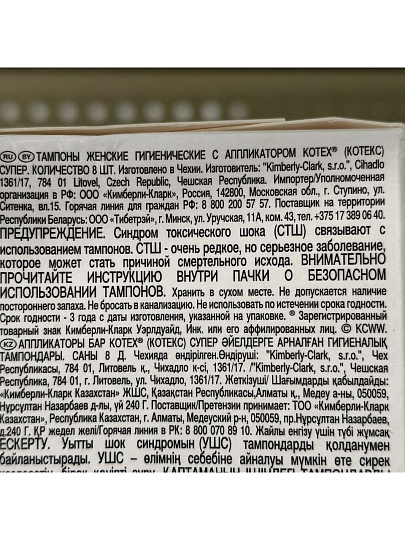 RU BY ТАМПОНЫ ЖЕНСКИЕ ГИГИЕНИЧЕСКИЕ С АППЛИКАТОРОМ KOTEX® (КОТЕКС)
СУПЕР. КОЛИЧЕСТВО 8 ШТ. Изготовлено в Чехии. Изготовитель: "Kimberly-Clark, s.r.o.", Cihadlo
1361/17, 784 01 Litovel, Czech Republic, Чешская Республика. Импортер/Уполномоченная
организация в РФ: ООО «Кимберли-Кларк», Россия, 142800, Московская обл., г. Ступино, ул.
Ситенка, вл.15. Горячая линия для граждан РФ: 8 800 200 57 57. Поставщик на территории
Республики Беларусь: ООО «Тибетрай», г. Минск, ул. Уручская, 11А, ком. 43, тел. +375 17 389 06 40.
ПРЕДУПРЕЖДЕНИЕ. Синдром токсического шока (СТШ) связывают с
использованием тампонов. СТШ - очень редкое, но серьезное заболевание,
которое может стать причиной смертельного исхода. ВНИМАТЕЛЬНО
ПРОЧИТАЙТЕ ИНСТРУКЦИЮ ВНУТРИ ПАЧКИ О БЕЗОПАСНОМ
ИСПОЛЬЗОВАНИИ ТАМПОНОВ. Хранить в сухом месте. Не допускается наличие
постороннего запаха в местах хранения. Не использовать по истечении срока годности.
Срок годности - 3 года с даты изготовления, указанной на упаковке. ® Зарегистрированный
товарный знак Кимберли-Кларк Уэрлдуайд, Инк. или его аффилированных лиц. © KCWW.
KZ АППЛИКАТОРЫ БАР KOTEX® (КОТЕКС) СУПЕР ӘЙЕЛДЕРГЕ АРНАЛҒАН ГИГИЕНАЛЫҚ
ТАМПОНДАРЫ. САНЫ 8 Д. Чехияда өндірілген.Өндіруші: "Kimberly-Clark, s.r.o.", Чех
Республикасы, 784 01, Литовель қ., Чихадло к-сі, 1361/17. /"Kimberly-Clark, s.r.o.", Чешская
Республика, 784 01, г. Литовель, ул. Чихадло, 1361/17. Жеткізуші/ Шағымдарды қабылдайды:
«Кимберли-Кларк Казахстан» ЖШС, Қазақстан Республикасы,Алматы қ., Медеу а-ны, 050059,
Нұрсұлтан Назарбаев д-лы, үй 240 Г. Поставщик/Претензии принимает: ТОО «Кимберли-Кларк
Казахстан», Республика Казахстан, г. Алматы, Медеуский р-н, 050059, пр.Нұрсұлтан Назарбаев,
д.240 Г. ҚР жедел желі/Горячая линия в РК: 8 800 070 89 10. Жайлы енгізу үшін түбі жұмсақ
ЕСКЕРТУ. Уытты шок синдромын (УШС) тампондарды қолданумен
байланыстырады. УШС – өлімнің себебіне айналуы мүмкін өте сирек